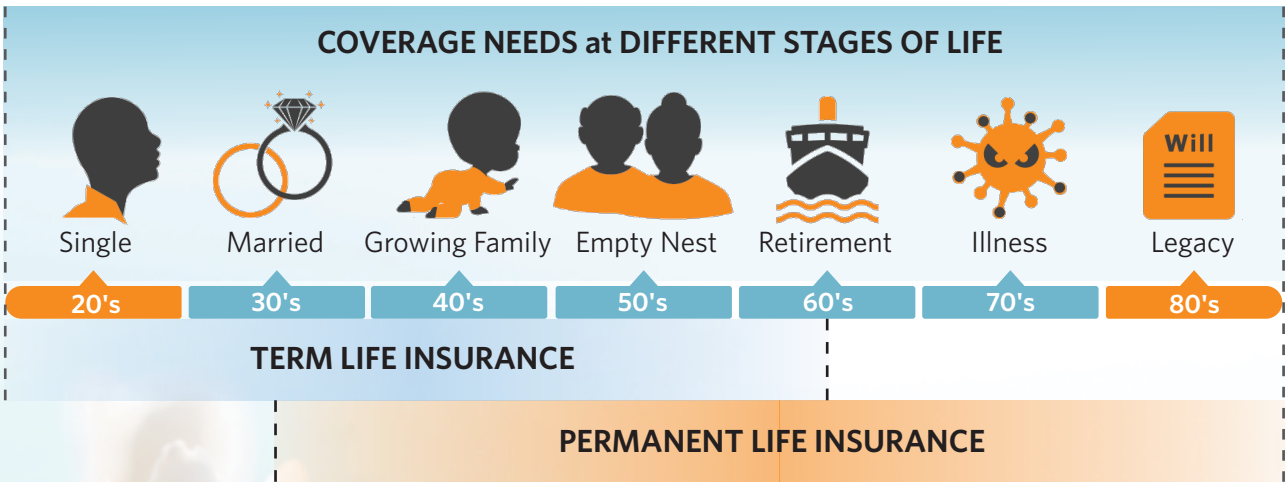 COVERAGE NEEDS at DIFFERENT STAGES OF LIFE
Will
Single Married Growing Family Empty Nest Retirement Illness Legacy
20's 30's 40's 50's 60's 70's 80's
TERM LIFE INSURANCE
PERMANENT LIFE INSURANCE